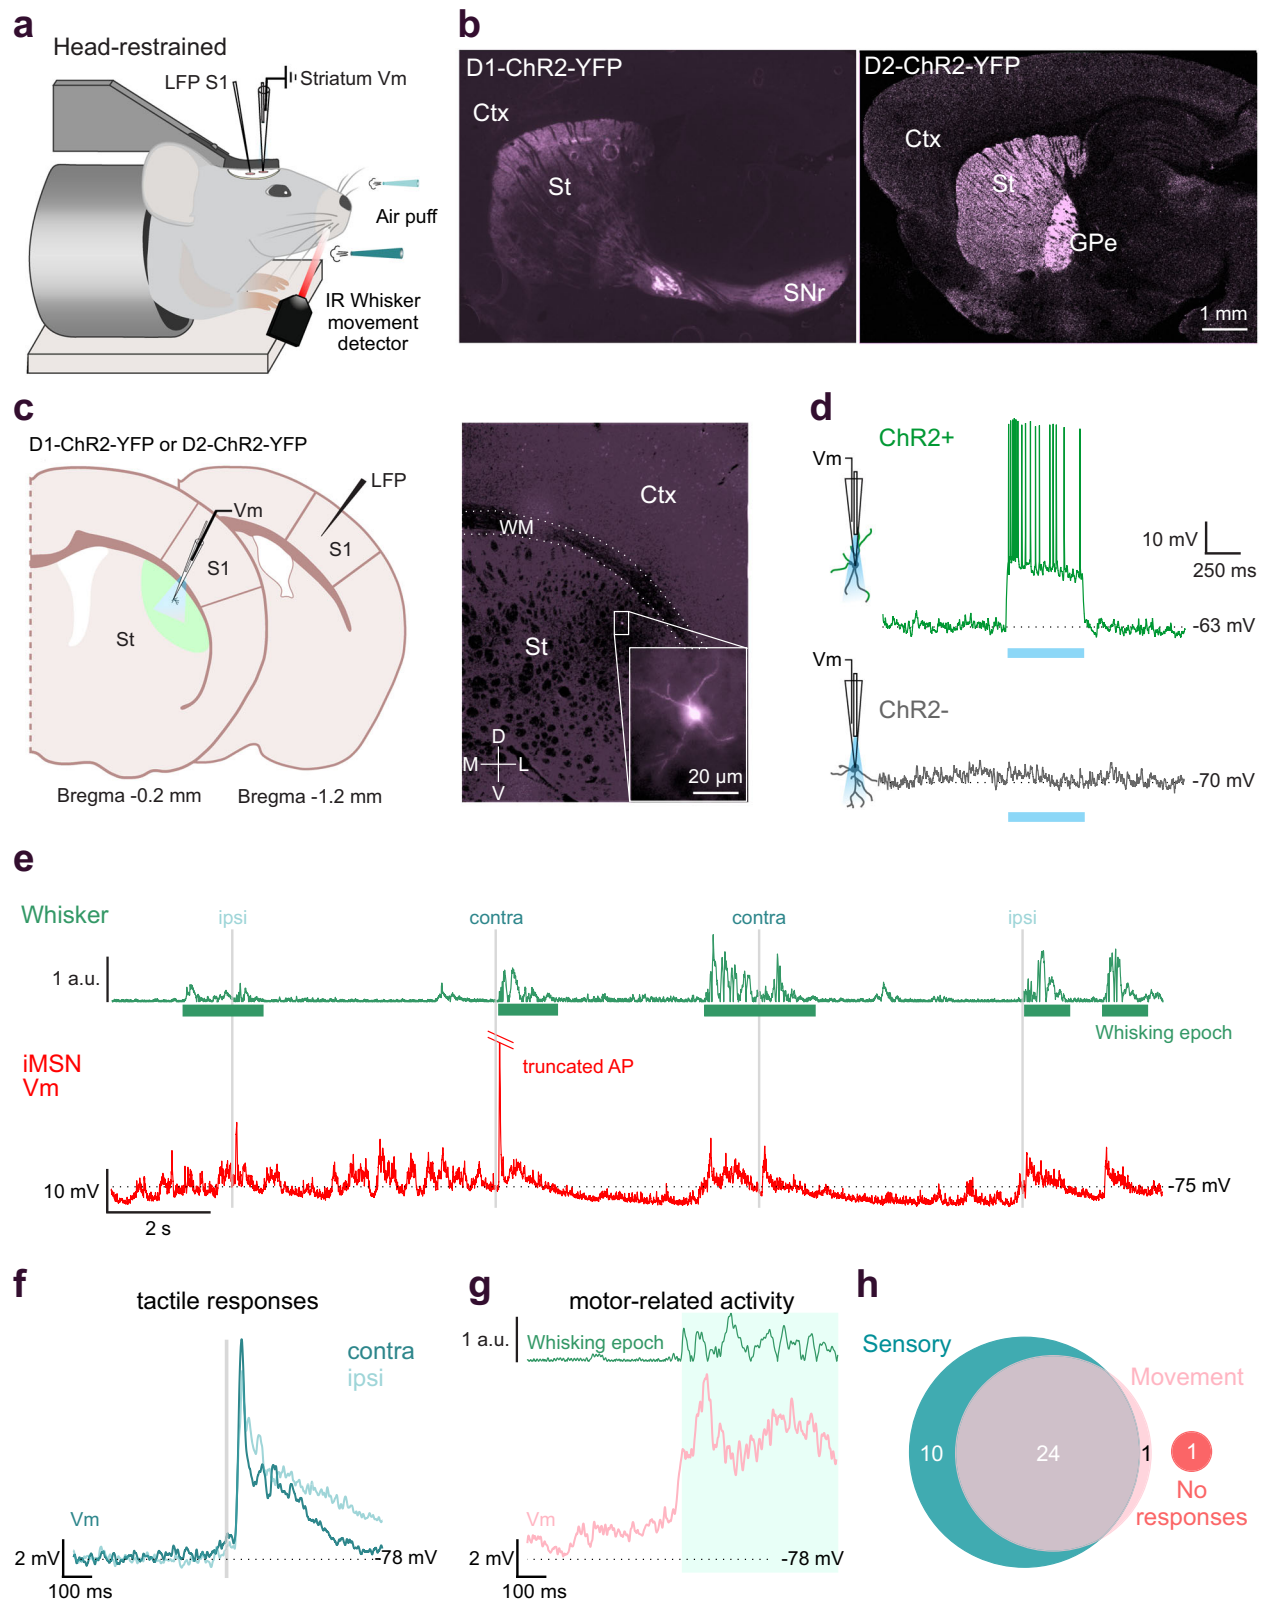 a
Head-restrained
LFP S1
Striatum Vm
Air puff
IR Whisker
movement
detector
b
D1-ChR2-YFP
Ctx
St
SNr
D2-ChR2-YFP
Ctx
St
GPe
1 mm
c
D1-ChR2-YFP or D2-ChR2-YFP
LFP
Vm
S1
S1
St
Bregma -0.2 mm
Bregma -1.2 mm
Ctx
WM
St
D
M
L
V
20 µm
d
ChR2+
Vm
10 mV
250 ms
-63 mV
Vm
ChR2-
-70 mV
e
Whisker
ipsi
contra
contra
ipsi
1 a.u.
Whisking epoch
iMSN
Vm
truncated AP
10 mV
-75 mV
2 s
f
tactile responses
contra
ipsi
Vm
2 mV
-78 mV
100 ms
g
motor-related activity
1 a.u.
Whisking epoch
Vm
2 mV
-78 mV
100 ms
h
Sensory
Movement
10
24
1
1
No
responses